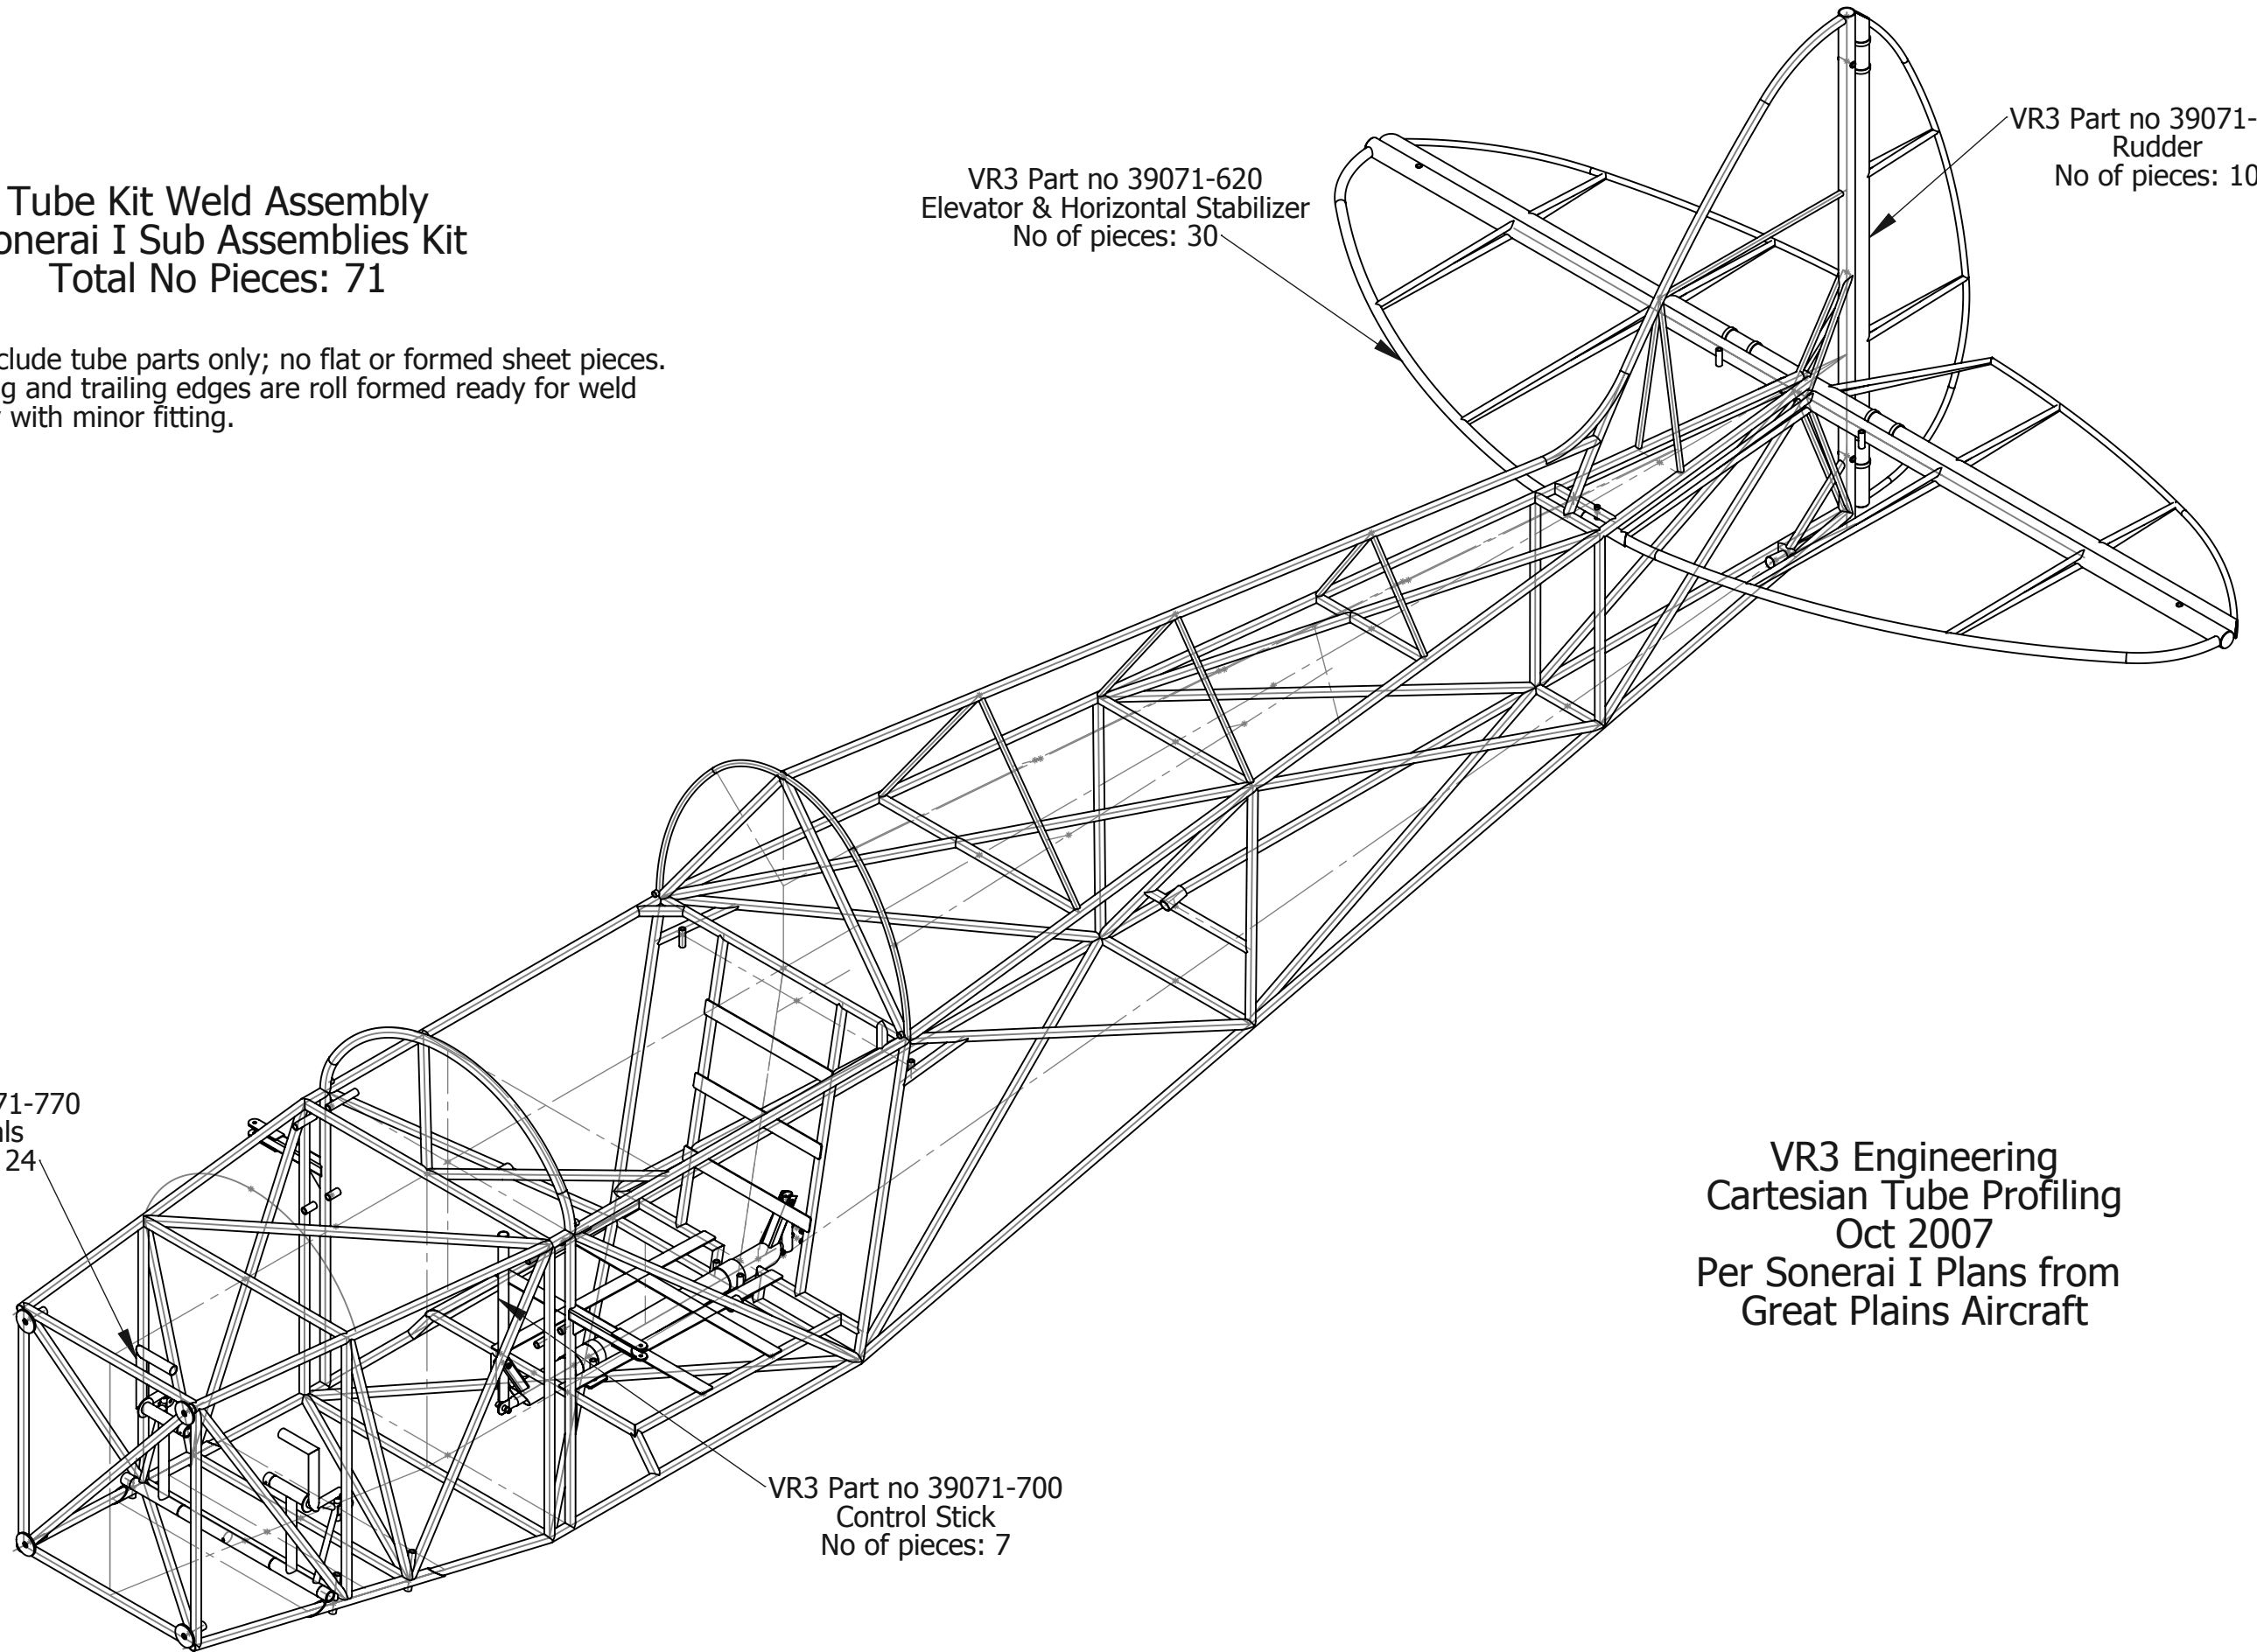 Tube Kit Weld Assembly
onerai I Sub Assemblies Kit
Total No Pieces: 71
clude tube parts only; no flat or formed sheet pieces.
g and trailing edges are roll formed ready for weld
with minor fitting.
VR3 Part no 39071-620
Elevator & Horizontal Stabilizer
No of pieces: 30
VR3 Part no 39071-
Rudder
No of pieces: 10
71-770
ls
24
VR3 Part no 39071-700
Control Stick
No of pieces: 7
VR3 Engineering
Cartesian Tube Profiling
Oct 2007
Per Sonerai I Plans from
Great Plains Aircraft